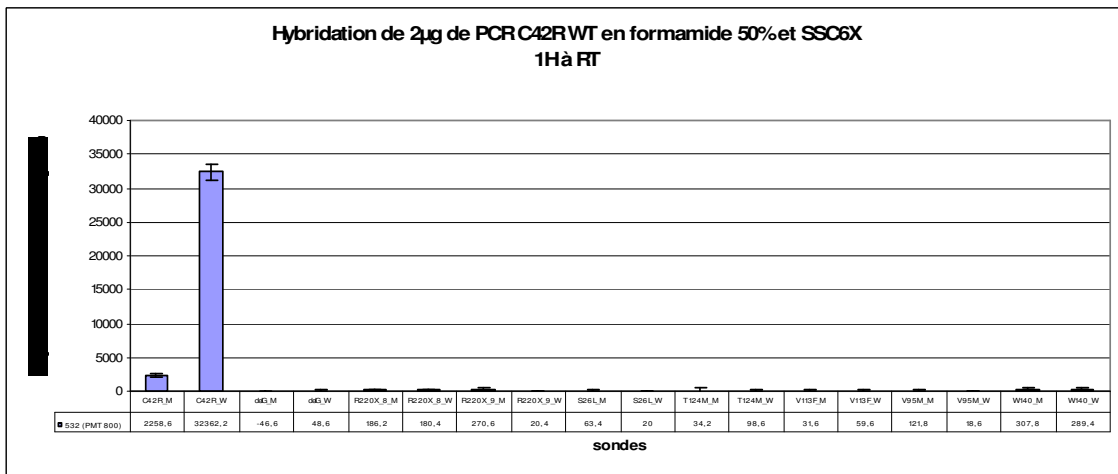 Hybridation de 2µg de PCR C42R WT en formamide 50% et SSC6X
1H à RT
40000
35000
30000
25000
20000
15000
10000
5000
0
C42R_M C42R_W delG_M delG_W R220X_8_M R220X_8_W R220X_9_M R220X_9_W S26L_M S26L_W T124M_M T124M_W V113F_M V113F_W V95M_M V95M_W W140_M W140_W
532 (PMT 800) 2258,6 32362,2 -46,6 48,6 186,2 180,4 270,6 20,4 63,4 20 34,2 98,6 31,6 59,6 121,8 18,6 307,8 289,4
sondes